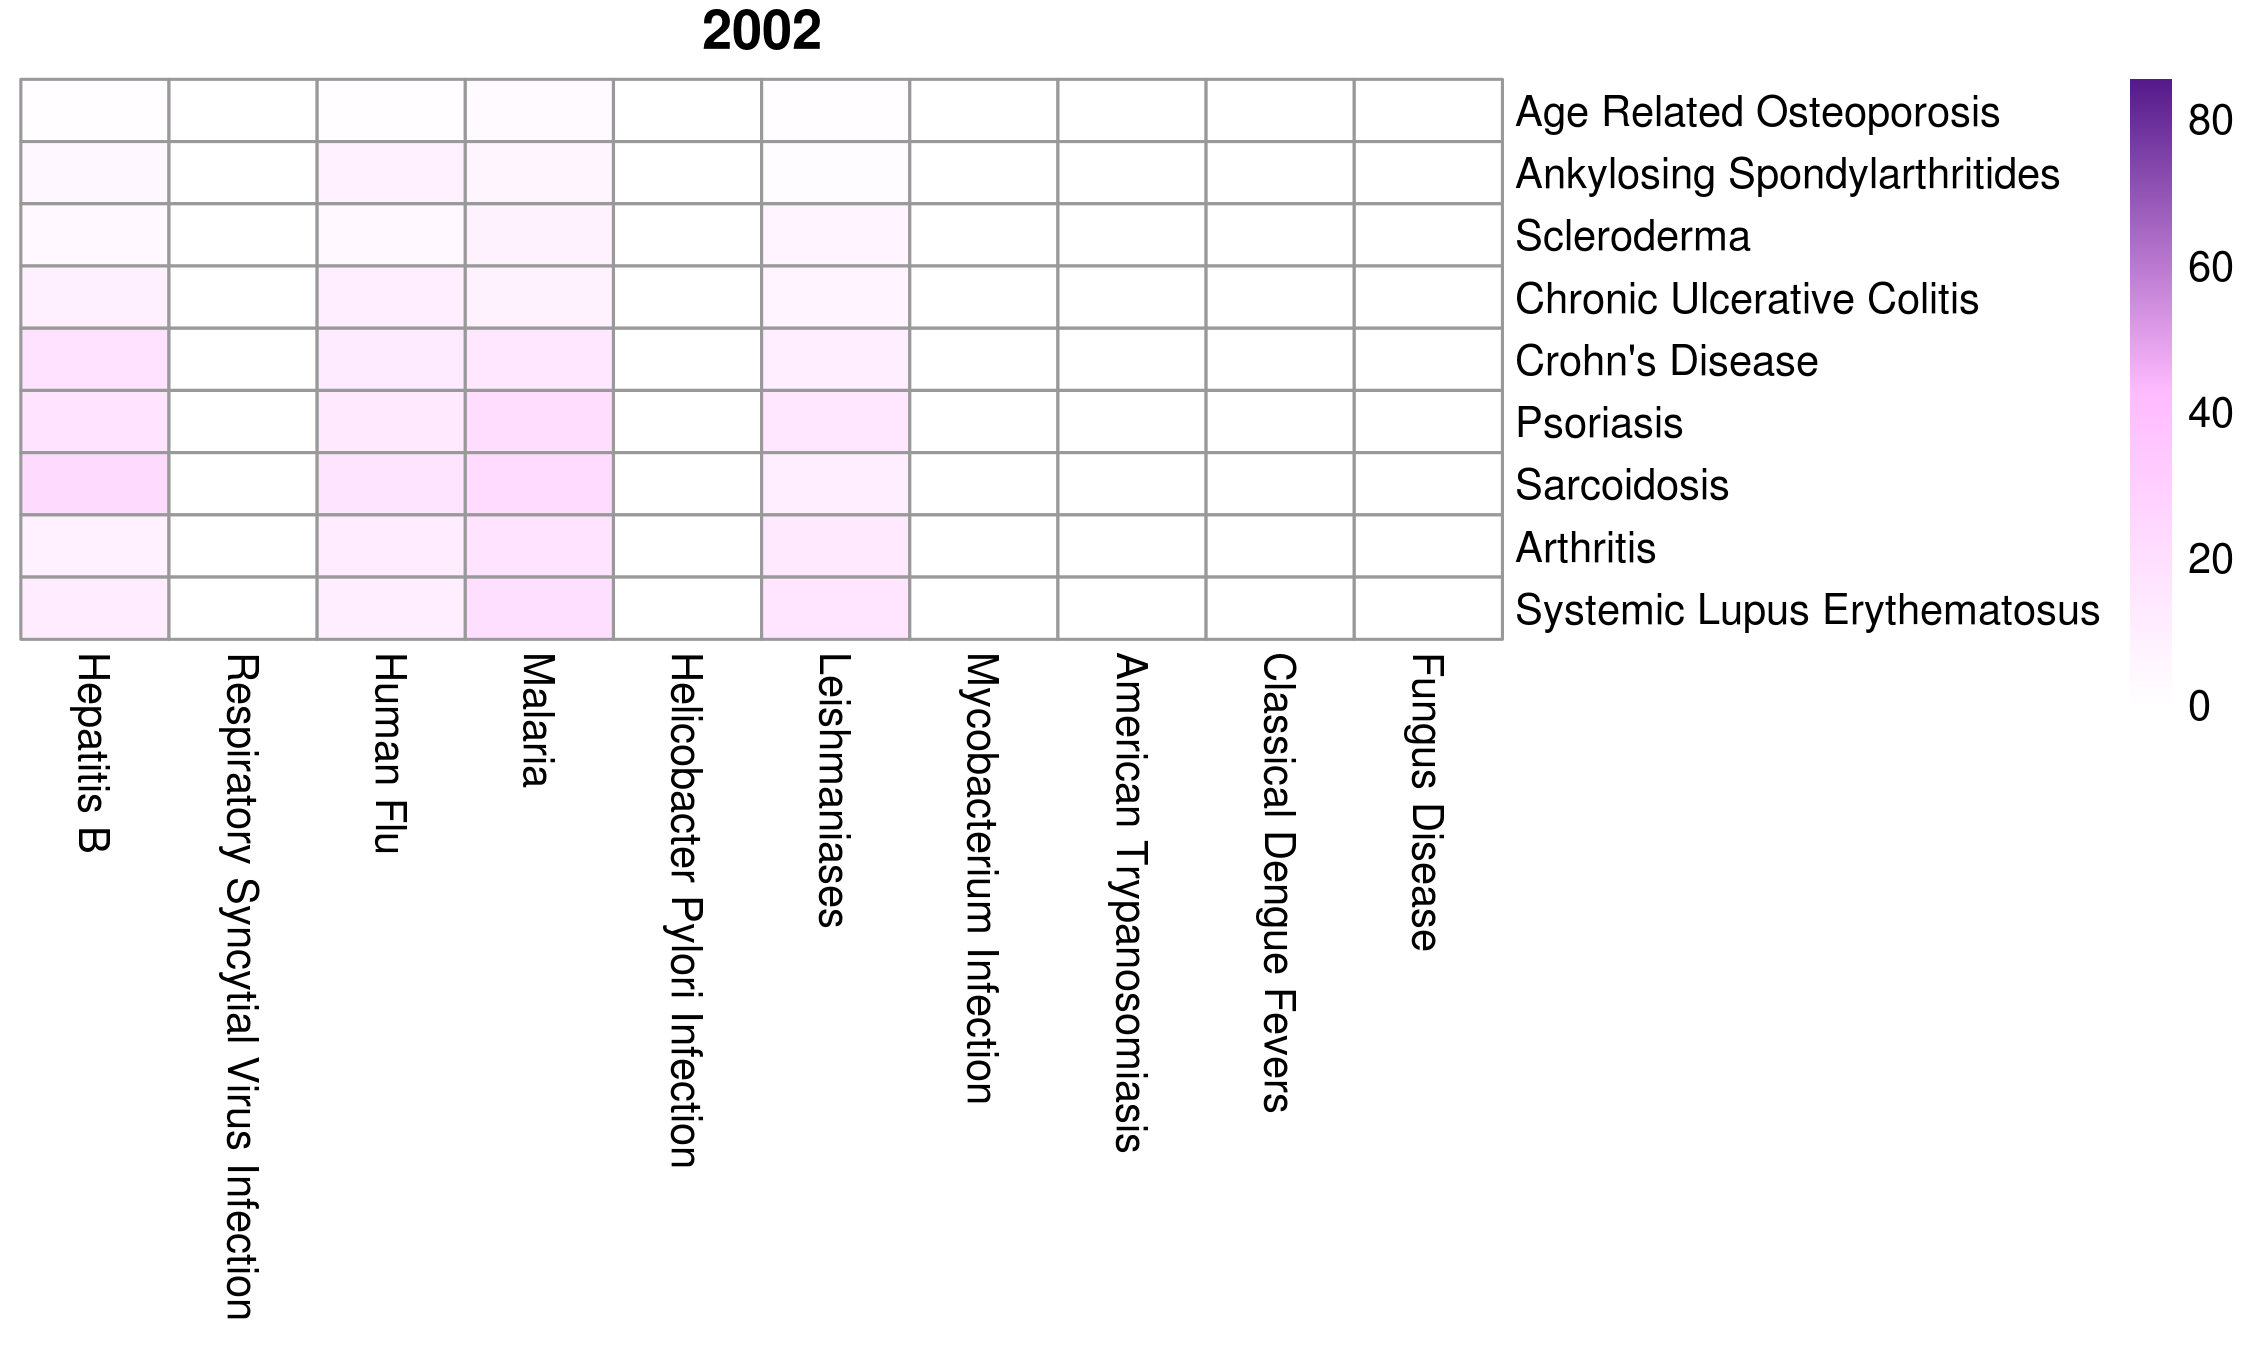 2002
Age Related Osteoporosis
Ankylosing Spondylarthritides
Scleroderma
Chronic Ulcerative Colitis
Crohn's Disease
Psoriasis
Sarcoidosis
Arthritis
Systemic Lupus Erythematosus
80
60
40
20
0
Hepatitis B
Respiratory Syncytial Virus Infection
Human Flu
Malaria
Helicobacter Pylori Infection
Leishmaniases
Mycobacterium Infection
American Trypanosomiasis
Classical Dengue Fevers
Fungus Disease